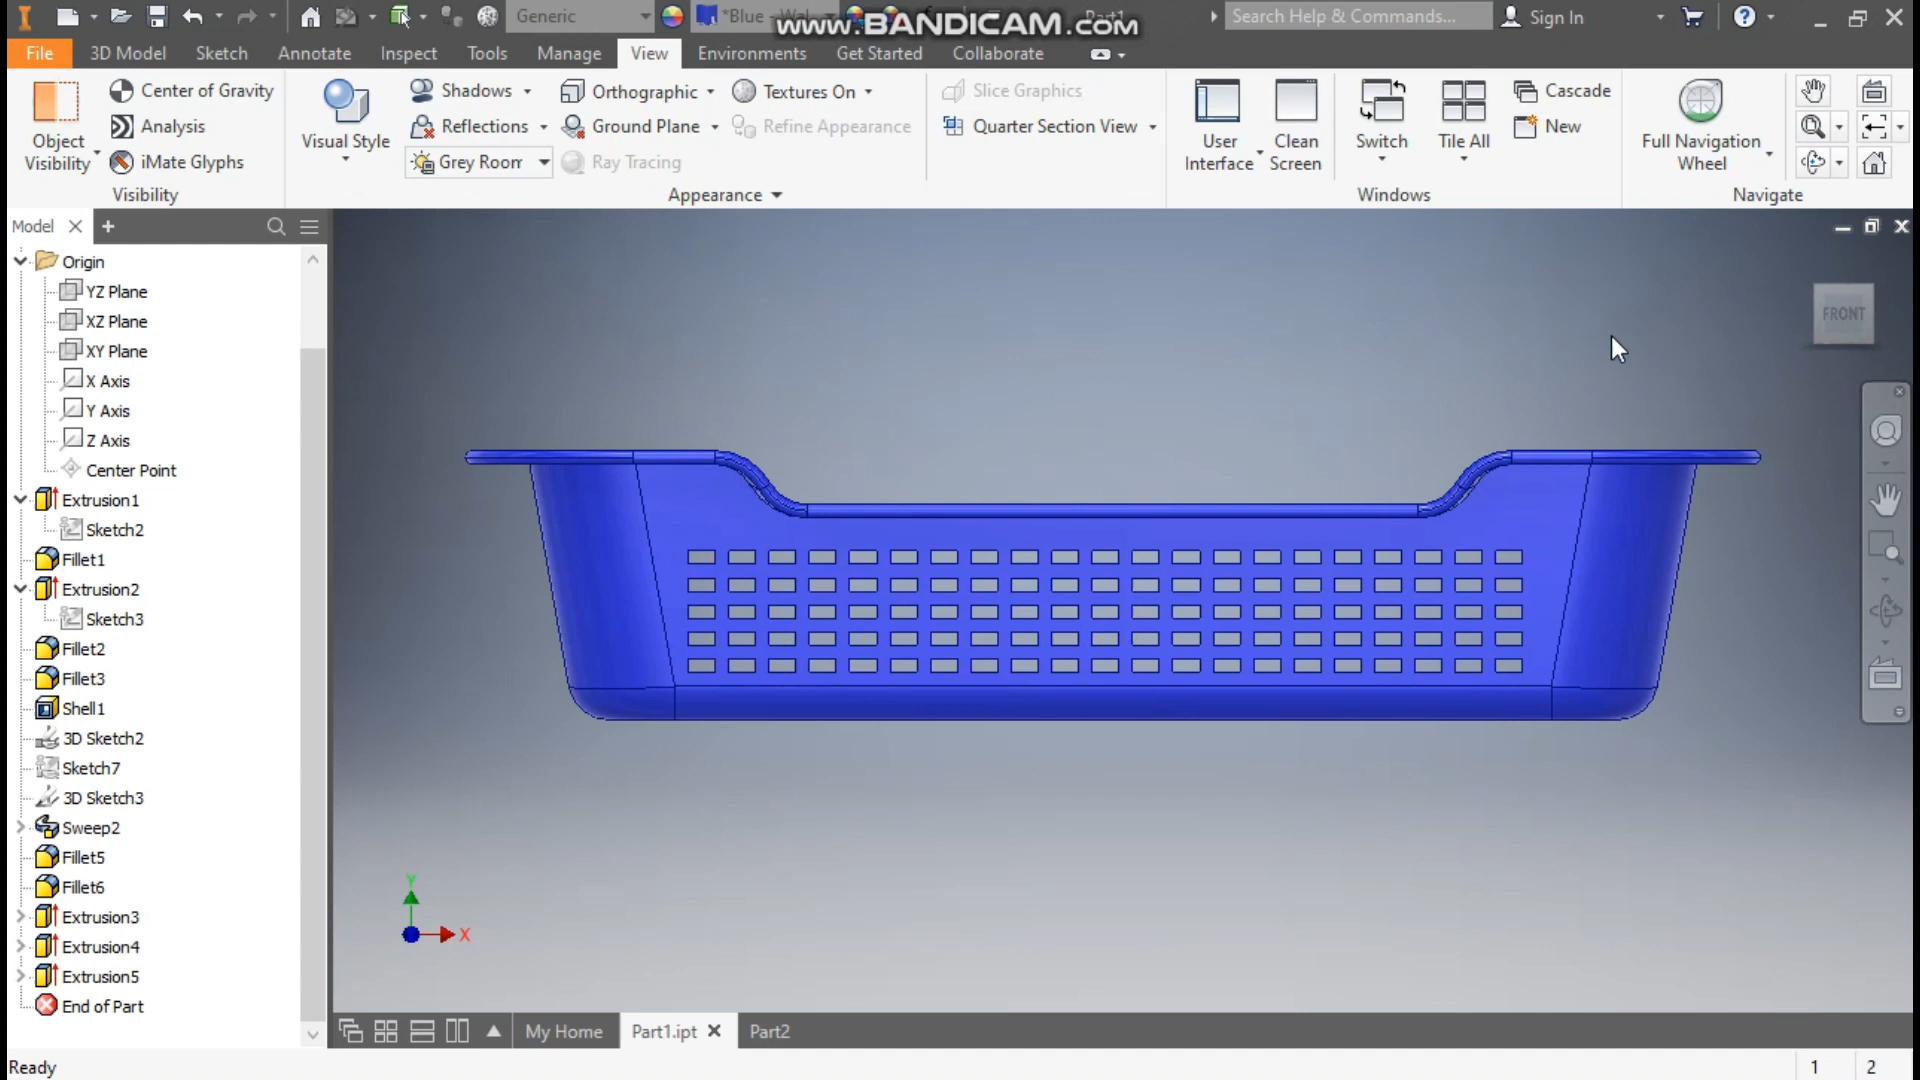 Generic
*Blue - Wal
Part1
www.BANDICAM.com
Search Help & Commands...
Sign In
File
3D Model
Sketch
Annotate
Inspect
Tools
Manage
View
Environments
Get Started
Collaborate
Object Visibility
Center of Gravity
Analysis
iMate Glyphs
Visibility
Visual Style
Shadows
Reflections
Grey Room
Orthographic
Ground Plane
Ray Tracing
Textures On
Refine Appearance
Appearance
Slice Graphics
Quarter Section View
User Interface
Clean Screen
Switch
Tile All
Cascade
New
Windows
Full Navigation Wheel
Navigate
Model
Origin
YZ Plane
XZ Plane
XY Plane
X Axis
Y Axis
Z Axis
Center Point
Extrusion1
Sketch2
Fillet1
Extrusion2
Sketch3
Fillet2
Fillet3
Shell1
3D Sketch2
Sketch7
3D Sketch3
Sweep2
Fillet5
Fillet6
Extrusion3
Extrusion4
Extrusion5
End of Part
FRONT
Y
X
My Home
Part1.ipt
Part2
Ready
1
2